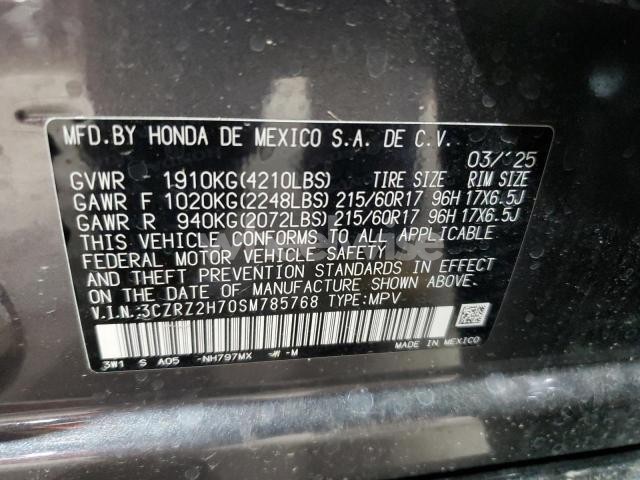 MFD.BY HONDA DE MEXICO S.A. DE C.V.
03/'25
GVWR 1910KG(4210LBS) TIRE SIZE RIM SIZE
GAWR F 1020KG(2248LBS) 215/60R17 96H 17X6.5J
GAWR R 940KG(2072LBS) 215/60R17 96H 17X6.5J
THIS VEHICLE CONFORMS TO ALL APPLICABLE
FEDERAL MOTOR VEHICLE SAFETY
AND THEFT PREVENTION STANDARDS IN EFFECT
ON THE DATE OF MANUFACTURE SHOWN ABOVE.
V.I.N.:3CZRZ2H70SM785768 TYPE:MPV
MADE IN MEXICO
3W1 S A05 -NH797MX -W -M